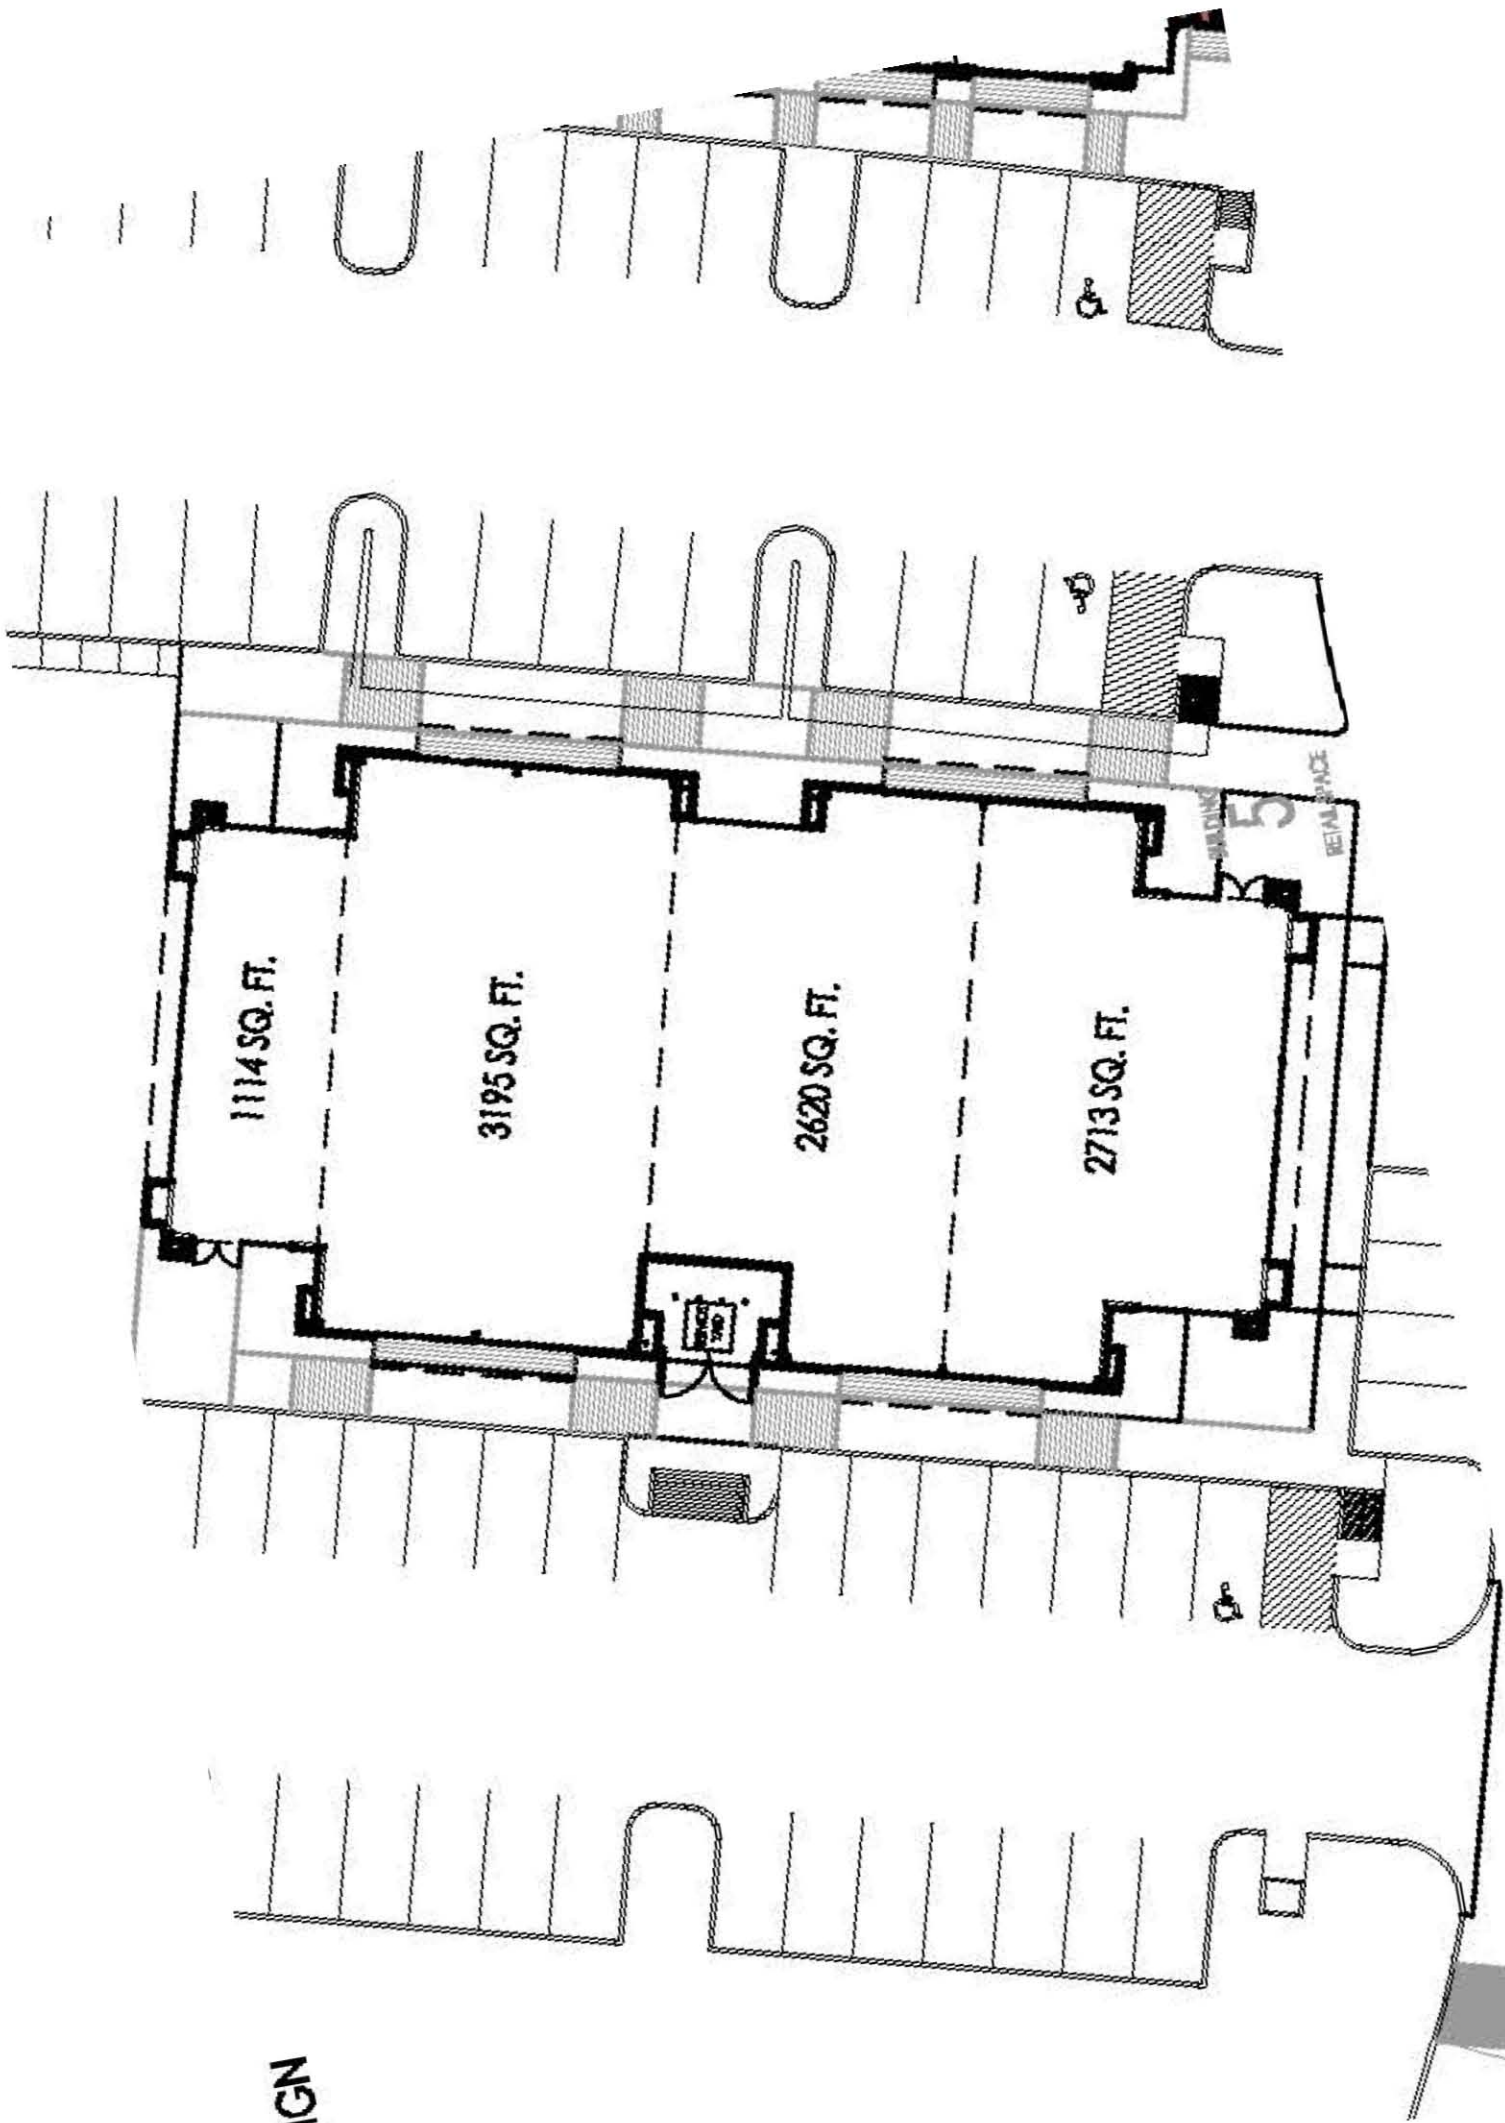 1114 SQ. FT.
3195 SQ. FT.
2620 SQ. FT.
2713 SQ. FT.
BUILDING
5
RETAIL SPACE
IGN